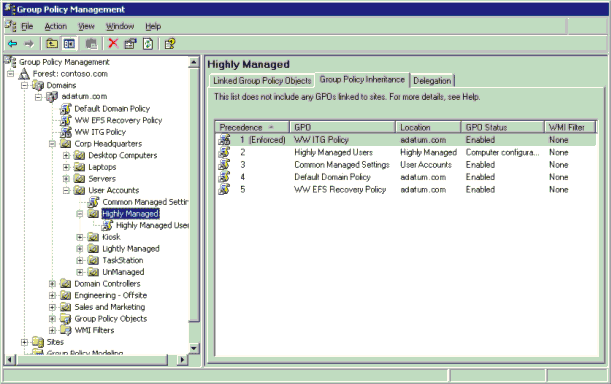 Group Policy Management
File Action View Window Help
Group Policy Management
Forest: contoso.com
Domains
adatum.com
Default Domain Policy
WW EFS Recovery Policy
WW ITG Policy
Corp Headquarters
Desktop Computers
Laptops
Servers
User Accounts
Common Managed Settir
Highly Managed
Highly Managed Use
Kiosk
Lightly Managed
TaskStation
UnManaged
Domain Controllers
Engineering - Offsite
Sales and Marketing
Group Policy Objects
WMI Filters
Sites
Group Policy Modeling
Highly Managed
Linked Group Policy Objects Group Policy Inheritance Delegation
This list does not include any GPOs linked to sites. For more details, see Help.
Precedence GPO Location GPO Status WMI Filter
1 (Enforced) WW ITG Policy adatum.com Enabled None
2 Highly Managed Users Highly Managed Computer configura... None
3 Common Managed Settings User Accounts Enabled None
4 Default Domain Policy adatum.com Enabled None
5 WW EFS Recovery Policy adatum.com Enabled None